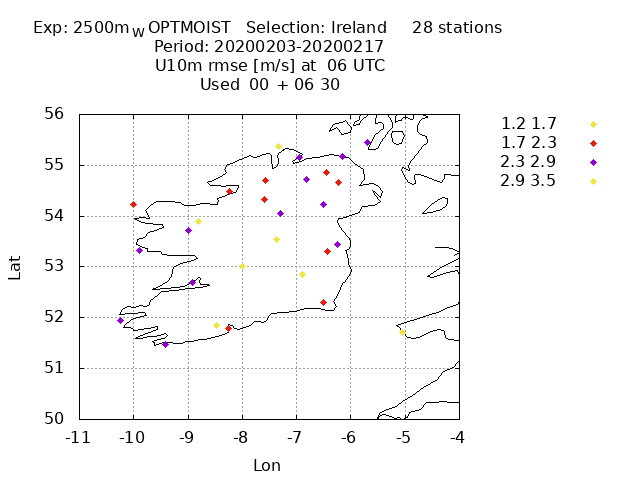 Exp: 2500m_w OPTMOIST Selection: Ireland 28 stations
Period: 20200203-20200217
U10m rmse [m/s] at 06 UTC
Used 00 + 06 30
1.2 1.7
1.7 2.3
2.3 2.9
2.9 3.5
56
55
54
53
52
51
50
Lat
-11 -10 -9 -8 -7 -6 -5 -4
Lon